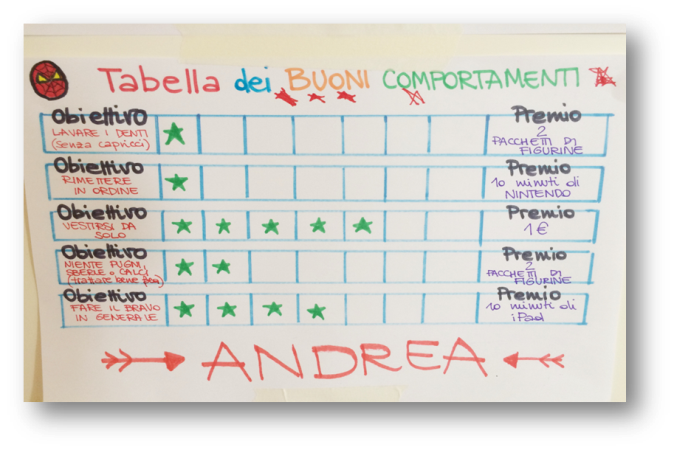 Tabella dei BUONI COMPORTAMENTI
Obiettivo
LAVARE I DENTI
(senza capricci)
Premio
2
PACCHETTI DI
FIGURINE
Obiettivo
RIMETTERE
IN ORDINE
Premio
10 minuti di
NINTENDO
Obiettivo
VESTIRSI DA
SOLO
Premio
1€
Obiettivo
NIENTE PUGNI,
SBERLE o CALCI
(trattare bene
Premio
2
PACCHETTI DI
FIGURINE
Obiettivo
FARE IL BRAVO
IN GENERALE
Premio
10 minuti di
iPad
ANDREA